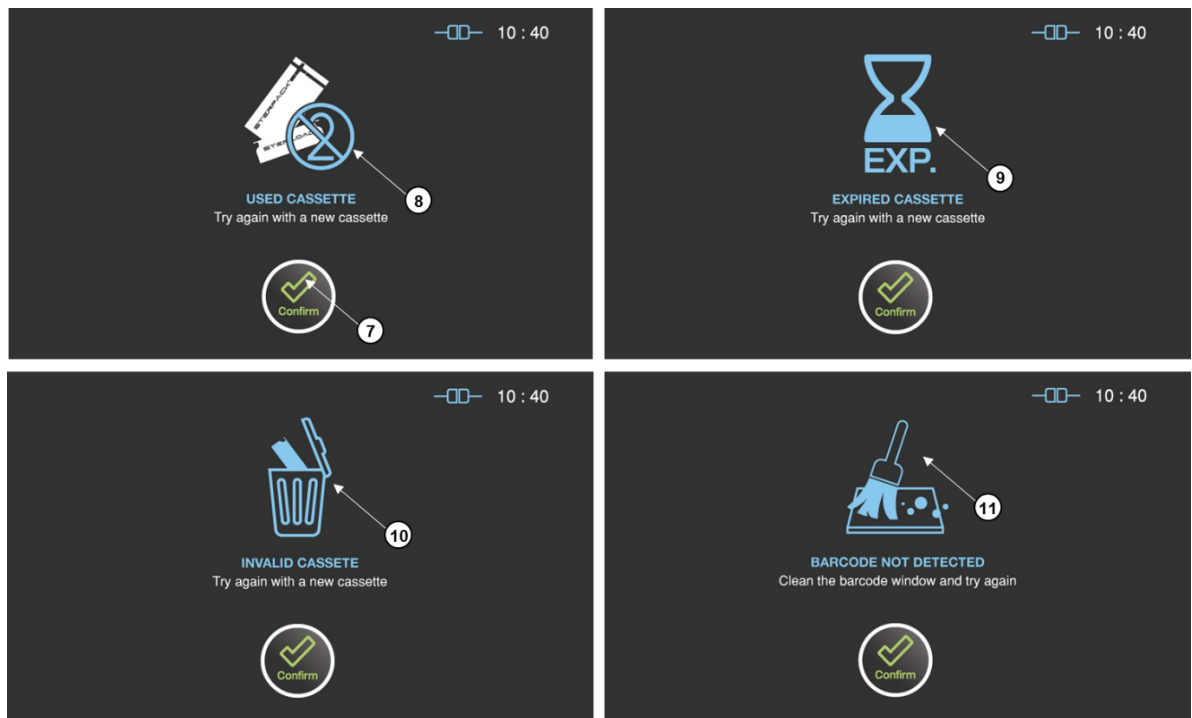 10 : 40
STERPACK
2
USED CASSETTE
Try again with a new cassette
8
Confirm
7
10 : 40
EXP.
9
EXPIRED CASSETTE
Try again with a new cassette
Confirm
10 : 40
10
INVALID CASSETE
Try again with a new cassette
Confirm
10 : 40
11
BARCODE NOT DETECTED
Clean the barcode window and try again
Confirm